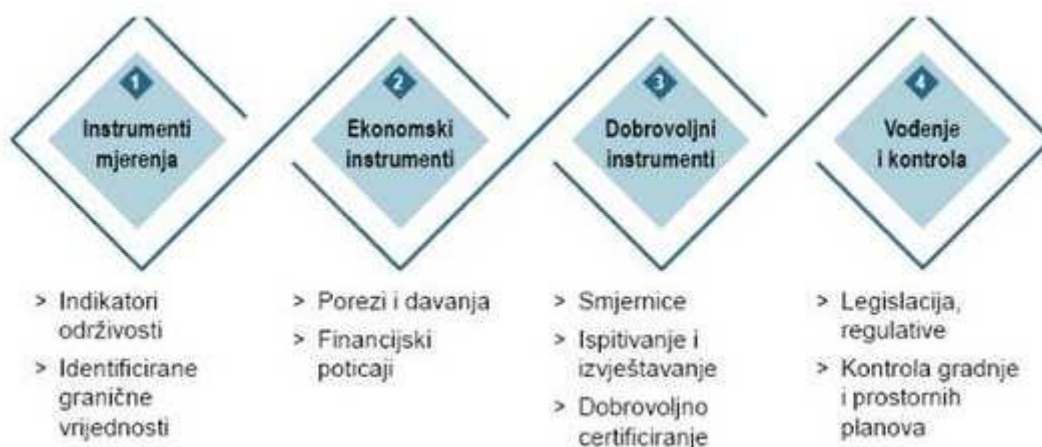 1
Instrumenti
mjerenja
> Indikatori
održivosti
> Identificirane
granične
vrijednosti
2
Ekonomski
instrumenti
> Porezi i davanja
> Financijski
poticaji
3
Dobrovoljni
instrumenti
> Smjernice
> Ispitivanje i
izvještavanje
> Dobrovoljno
certificiranje
4
Vođenje
i kontrola
> Legislacija,
regulative
> Kontrola gradnje
i prostornih
planova